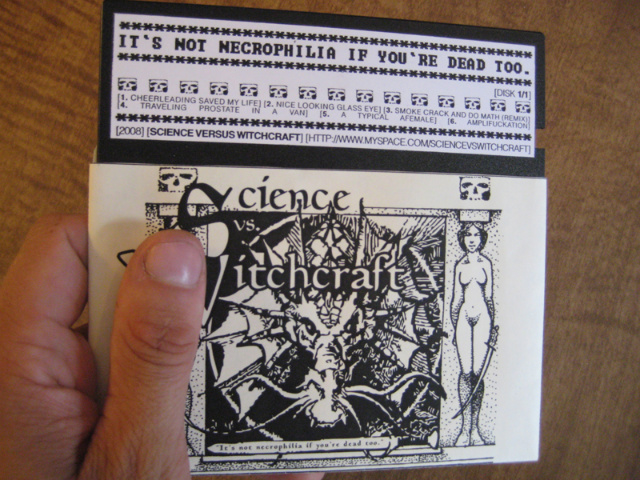 IT`S NOT NECROPHILIA IF YOU`RE DEAD TOO.
[DISK 1/1]
[1. CHEERLEADING SAVED MY LIFE] [2. NICE LOOKING GLASS EYE] [3. SMOKE CRACK AND DO MATH (REMIX)]
[4. TRAVELING PROSTATE IN A VAN] [5. A TYPICAL AFEMALE] [6. AMPLIFUCKATION]
[2008] [SCIENCE VERSUS WITCHCRAFT] [HTTP://WWW.MYSPACE.COM/SCIENCEVSWITCHCRAFT]
Science
vs.
Witchcraft
"It's not necrophilia if you're dead too."